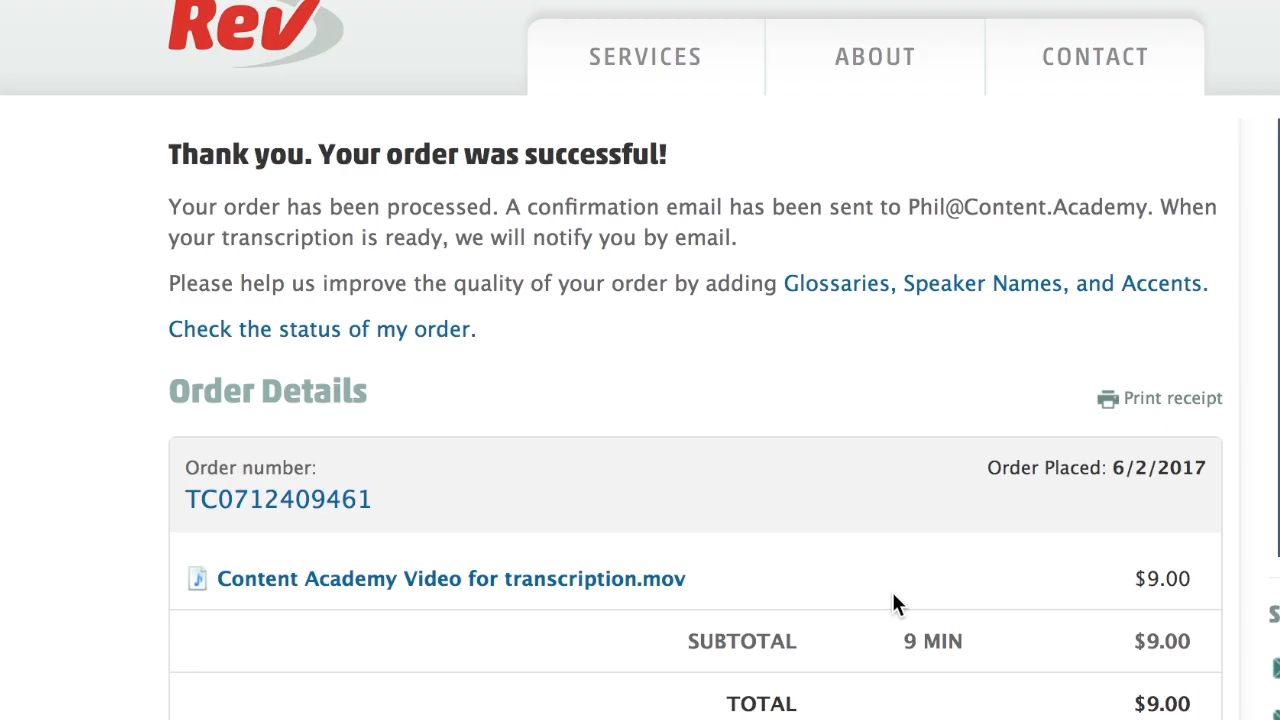 Rev
SERVICES
ABOUT
CONTACT
Thank you. Your order was successful!
Your order has been processed. A confirmation email has been sent to Phil@Content.Academy. When
your transcription is ready, we will notify you by email.
Please help us improve the quality of your order by adding Glossaries, Speaker Names, and Accents.
Check the status of my order.
Order Details
Print receipt
Order number:
Order Placed: 6/2/2017
TC0712409461
Content Academy Video for transcription.mov
$9.00
SUBTOTAL
9 MIN
$9.00
TOTAL
$9.00